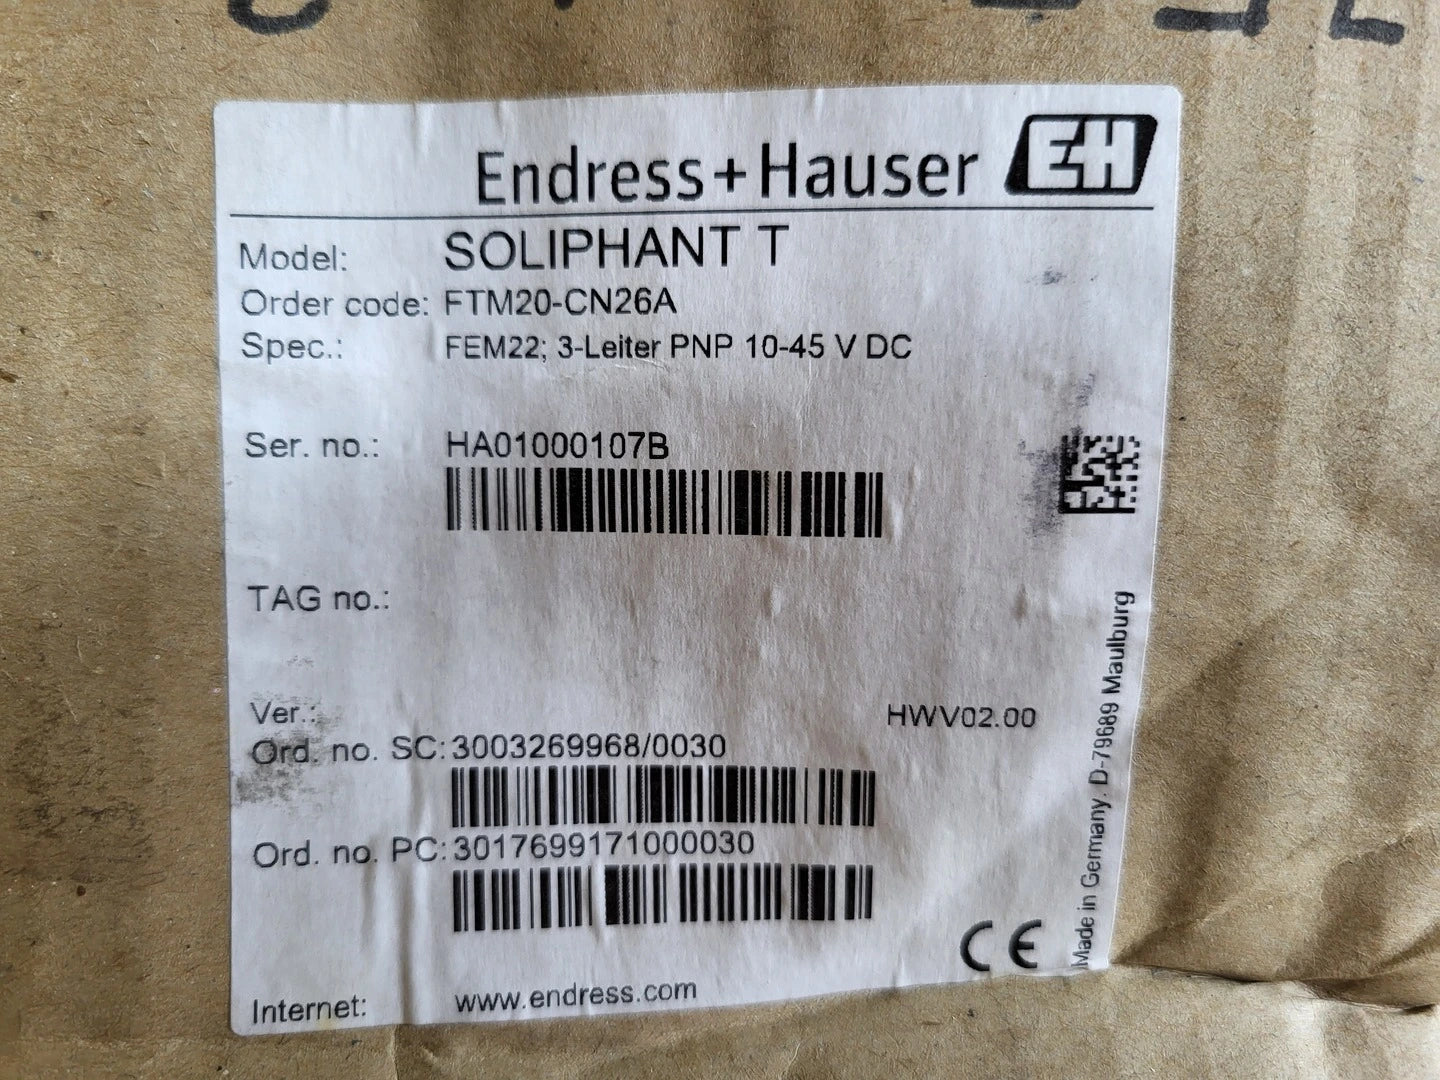 Endress+Hauser EH
Model: SOLIPHANT T
Order code: FTM20-CN26A
Spec.: FEM22; 3-Leiter PNP 10-45 V DC
Ser. no.: HA01000107B
TAG no.:
Ver.: HWV02.00
Ord. no. SC: 3003269968/0030
Ord. no. PC: 3017699171000030
CE
Internet: www.endress.com
Made in Germany, D-79689 Maulburg